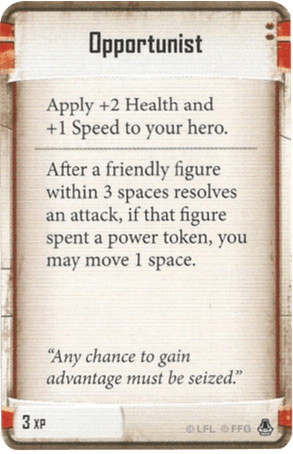 Opportunist
Apply +2 Health and
+1 Speed to your hero.
After a friendly figure
within 3 spaces resolves
an attack, if that figure
spent a power token, you
may move 1 space.
“Any chance to gain
advantage must be seized.”
3 XP
© LFL © FFG